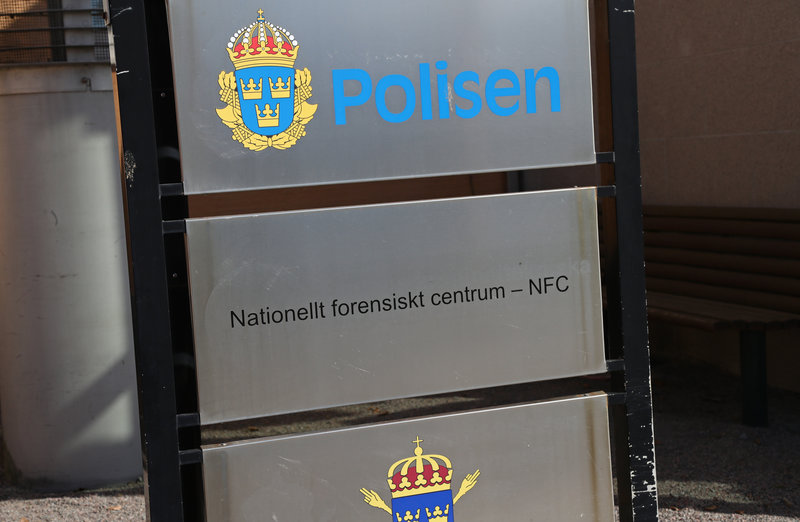 Polisen
Nationellt forensiskt centrum – NFC